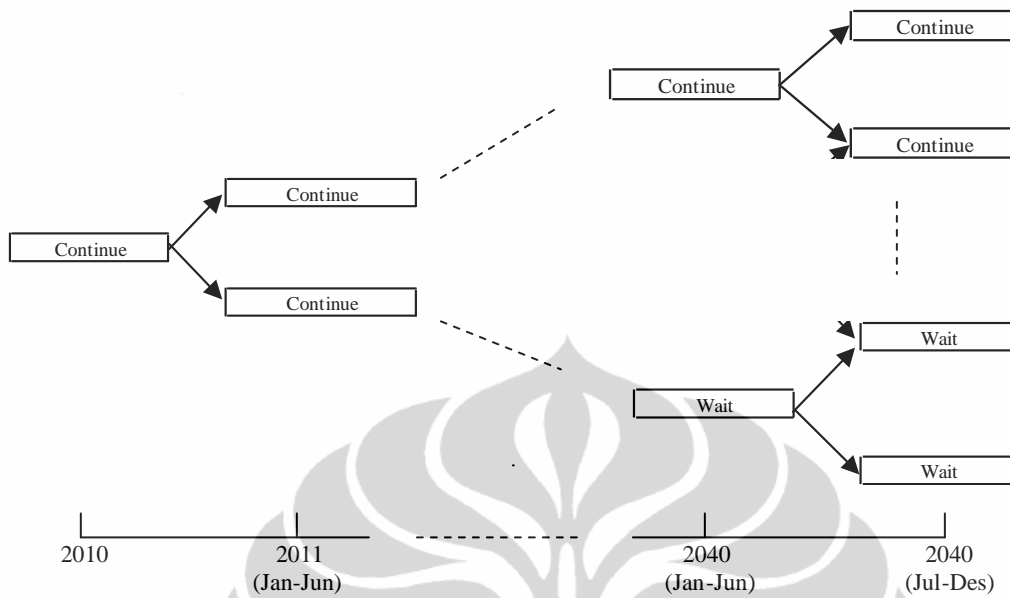 Continue
Continue
Continue
Continue
Continue
Continue
Wait
Wait
Wait
2010
2011
(Jan-Jun)
2040
(Jan-Jun)
2040
(Jul-Des)